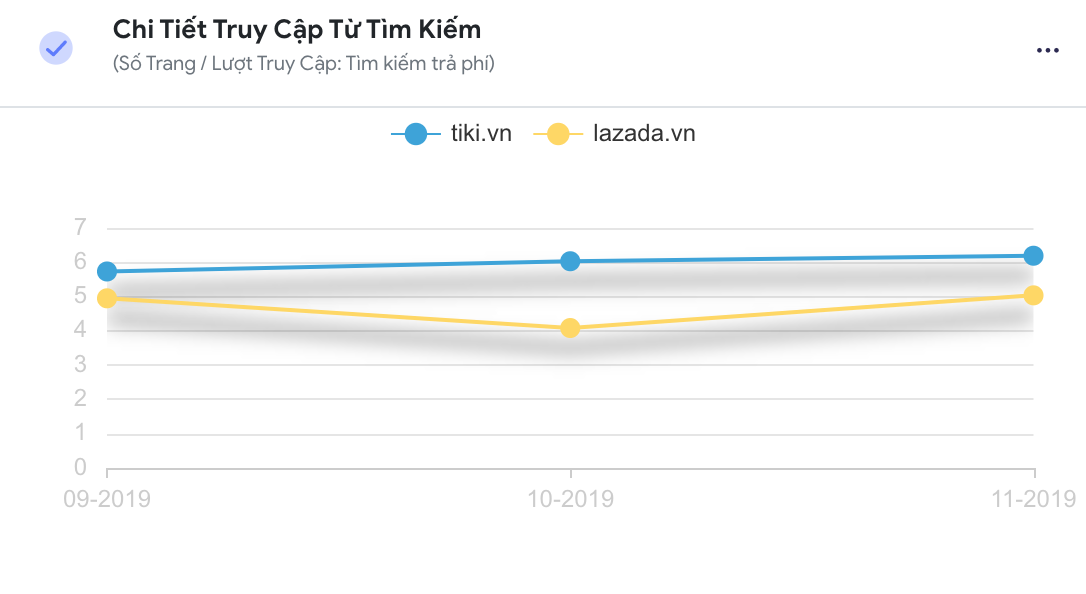 Chi Tiết Truy Cập Từ Tìm Kiếm
(Số Trang / Lượt Truy Cập: Tìm kiếm trả phí)
tiki.vn lazada.vn
7
6
5
4
3
2
1
0
09-2019 10-2019 11-2019